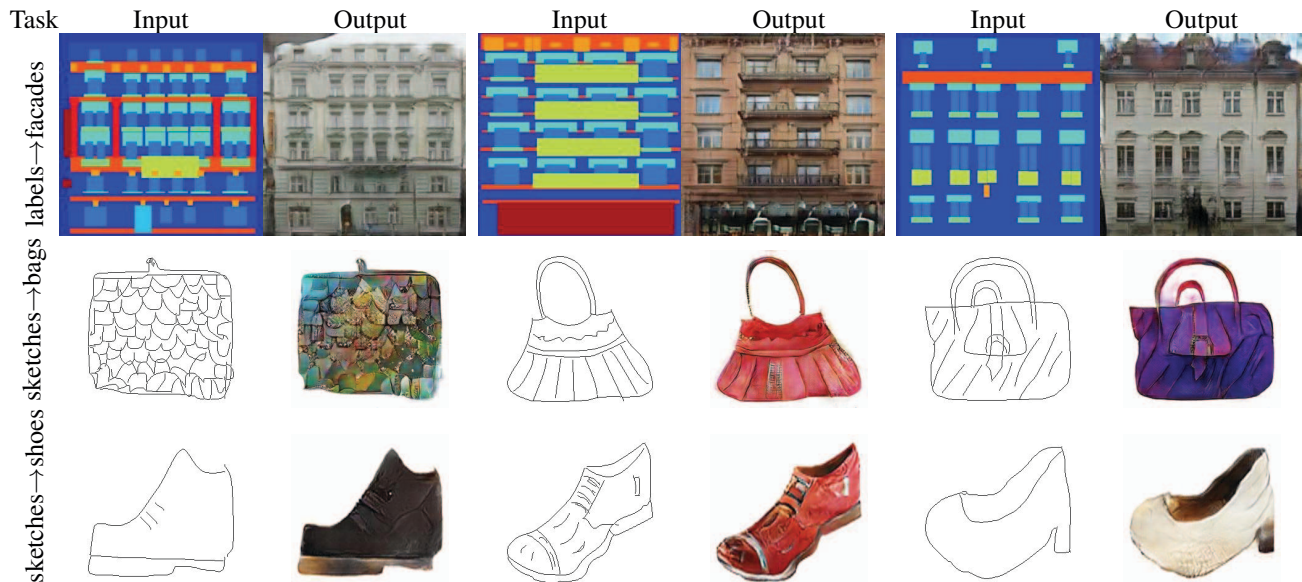 Task Input Output Input Output Input Output
labels→facades
sketches→bags
sketches→shoes